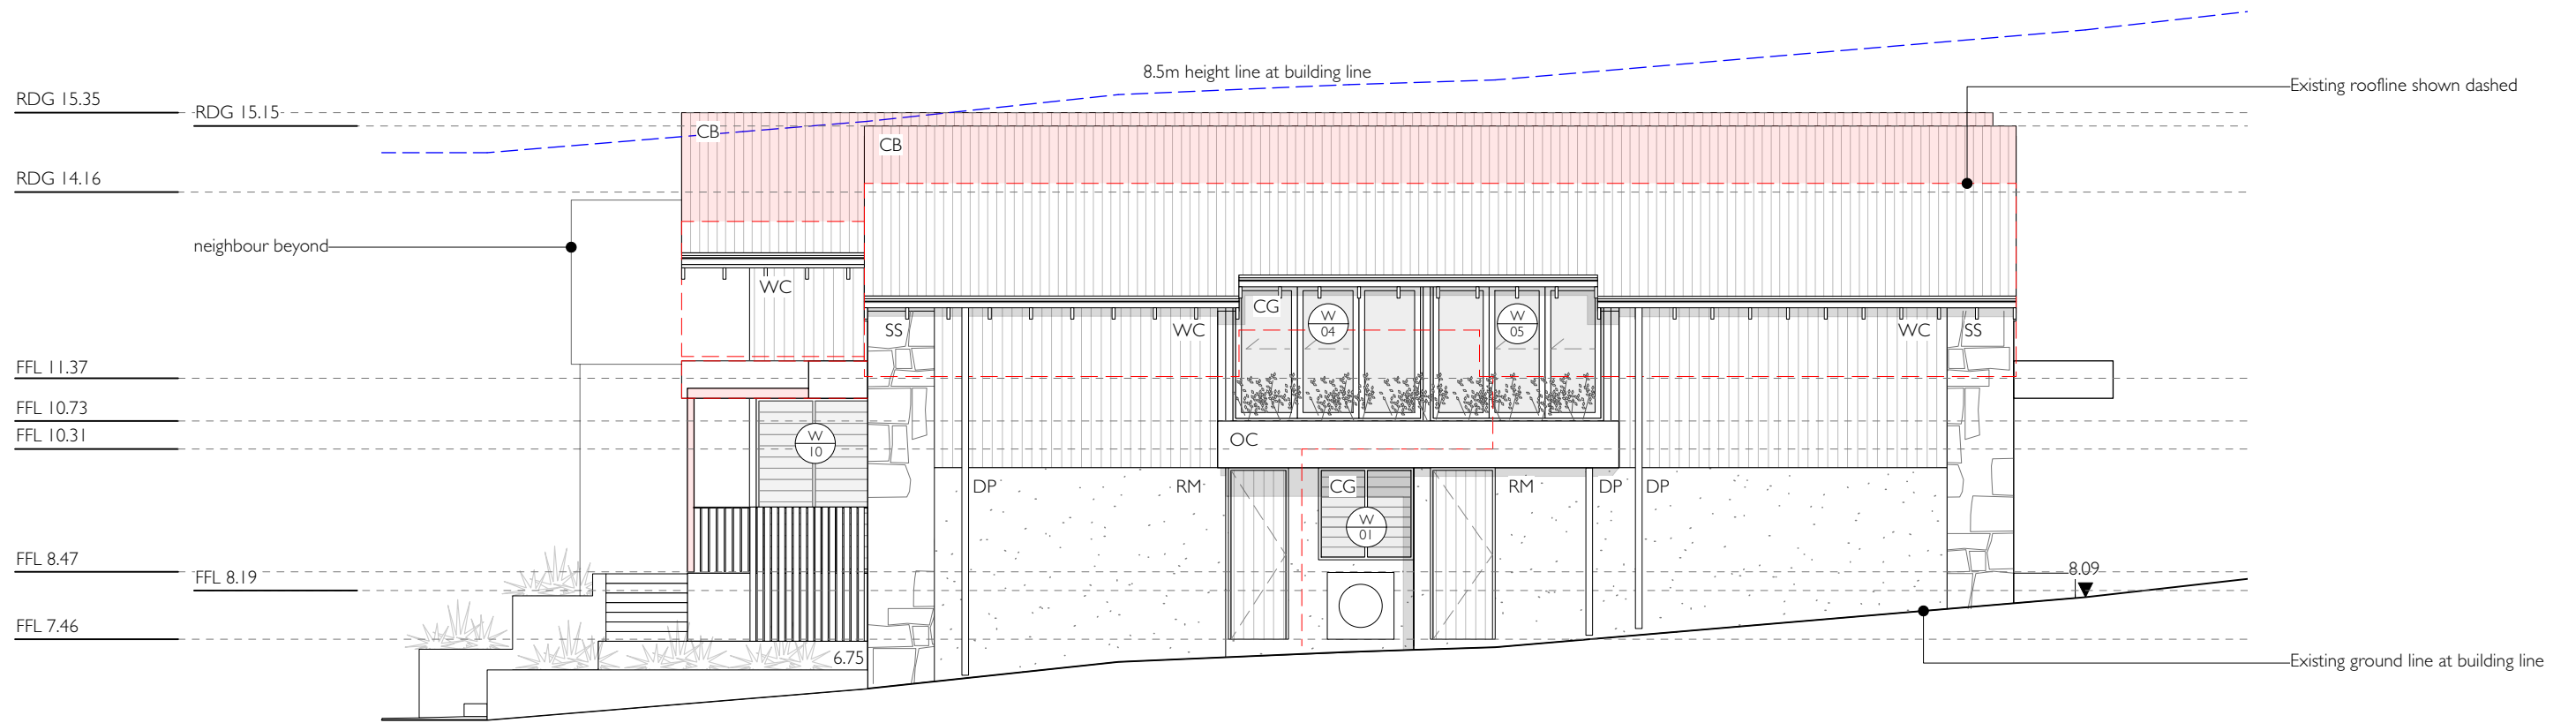 8.5m height line at building line
Existing roofline shown dashed
RDG 15.35
RDG 15.15
CB
CB
RDG 14.16
neighbour beyond
WC
CG
SS
WC
W
04
W
05
WC
SS
FFL 11.37
FFL 10.73
FFL 10.31
W
10
OC
DP
RM
CG
RM
DP
DP
W
01
FFL 8.47
FFL 8.19
8.09
FFL 7.46
6.75
Existing ground line at building line